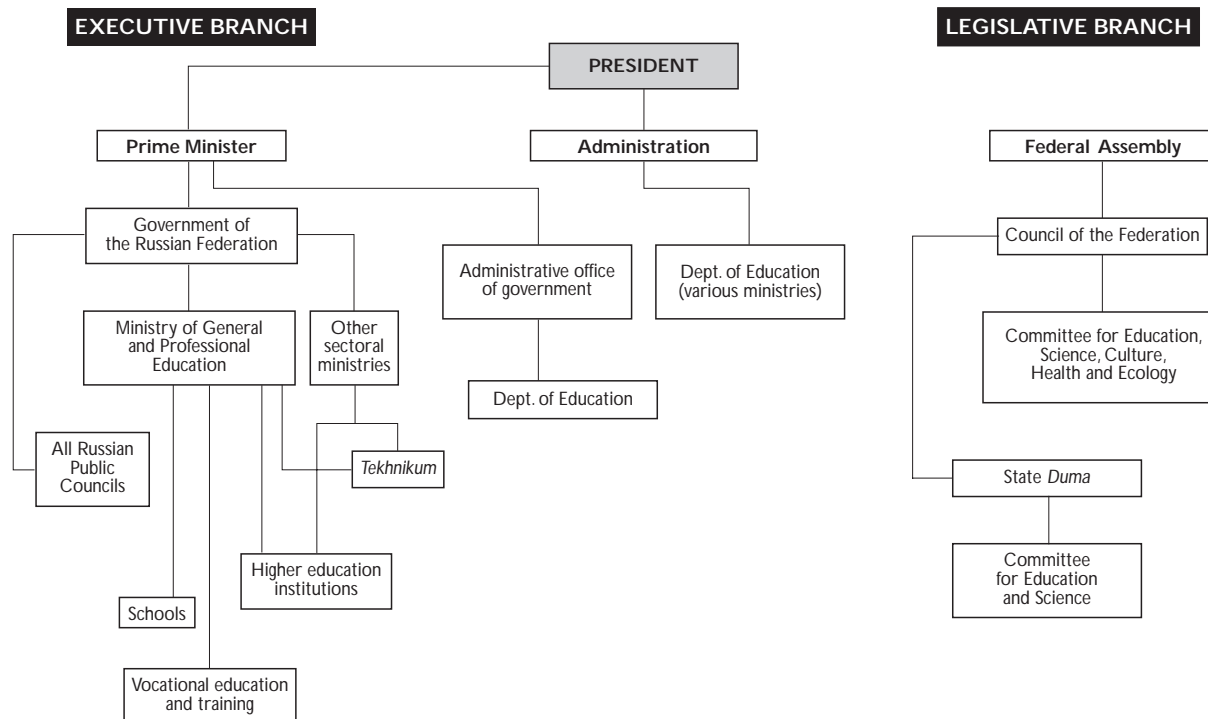 EXECUTIVE BRANCH
LEGISLATIVE BRANCH
PRESIDENT
Prime Minister
Administration
Federal Assembly
Government of
the Russian Federation
Council of the Federation
Administrative office
of government
Dept. of Education
(various ministries)
Ministry of General
and Professional
Education
Other
sectoral
ministries
Committee for Education,
Science, Culture,
Health and Ecology
Dept. of Education
All Russian
Public
Councils
Tekhnikum
State Duma
Higher education
institutions
Committee
for Education
and Science
Schools
Vocational education
and training